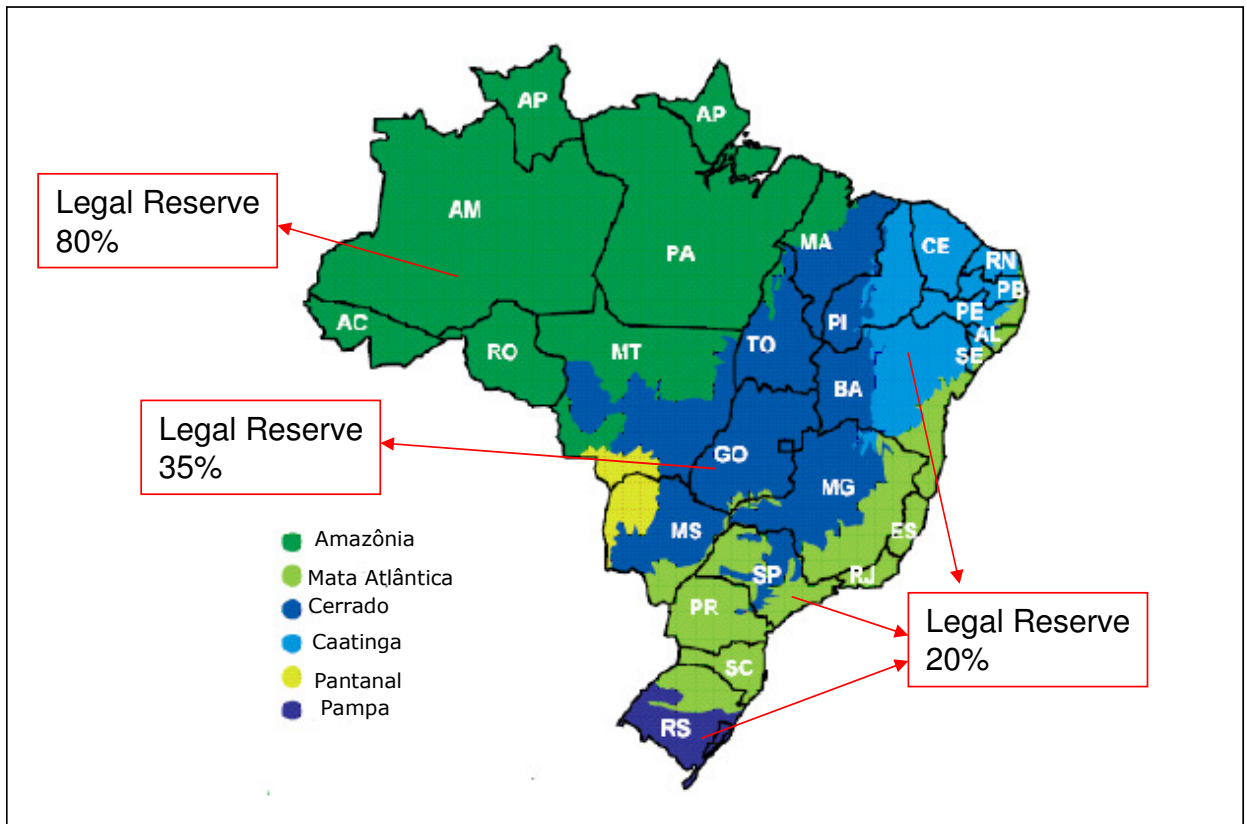 AP
AP
Legal Reserve
80%
AM
PA
MA
CE
RN
PB
PE
AL
SE
PI
TO
BA
AC
RO
MT
Legal Reserve
35%
GO
MG
MS
ES
SP
RJ
PR
SC
RS
Legal Reserve
20%
Amazônia
Mata Atlântica
Cerrado
Caatinga
Pantanal
Pampa